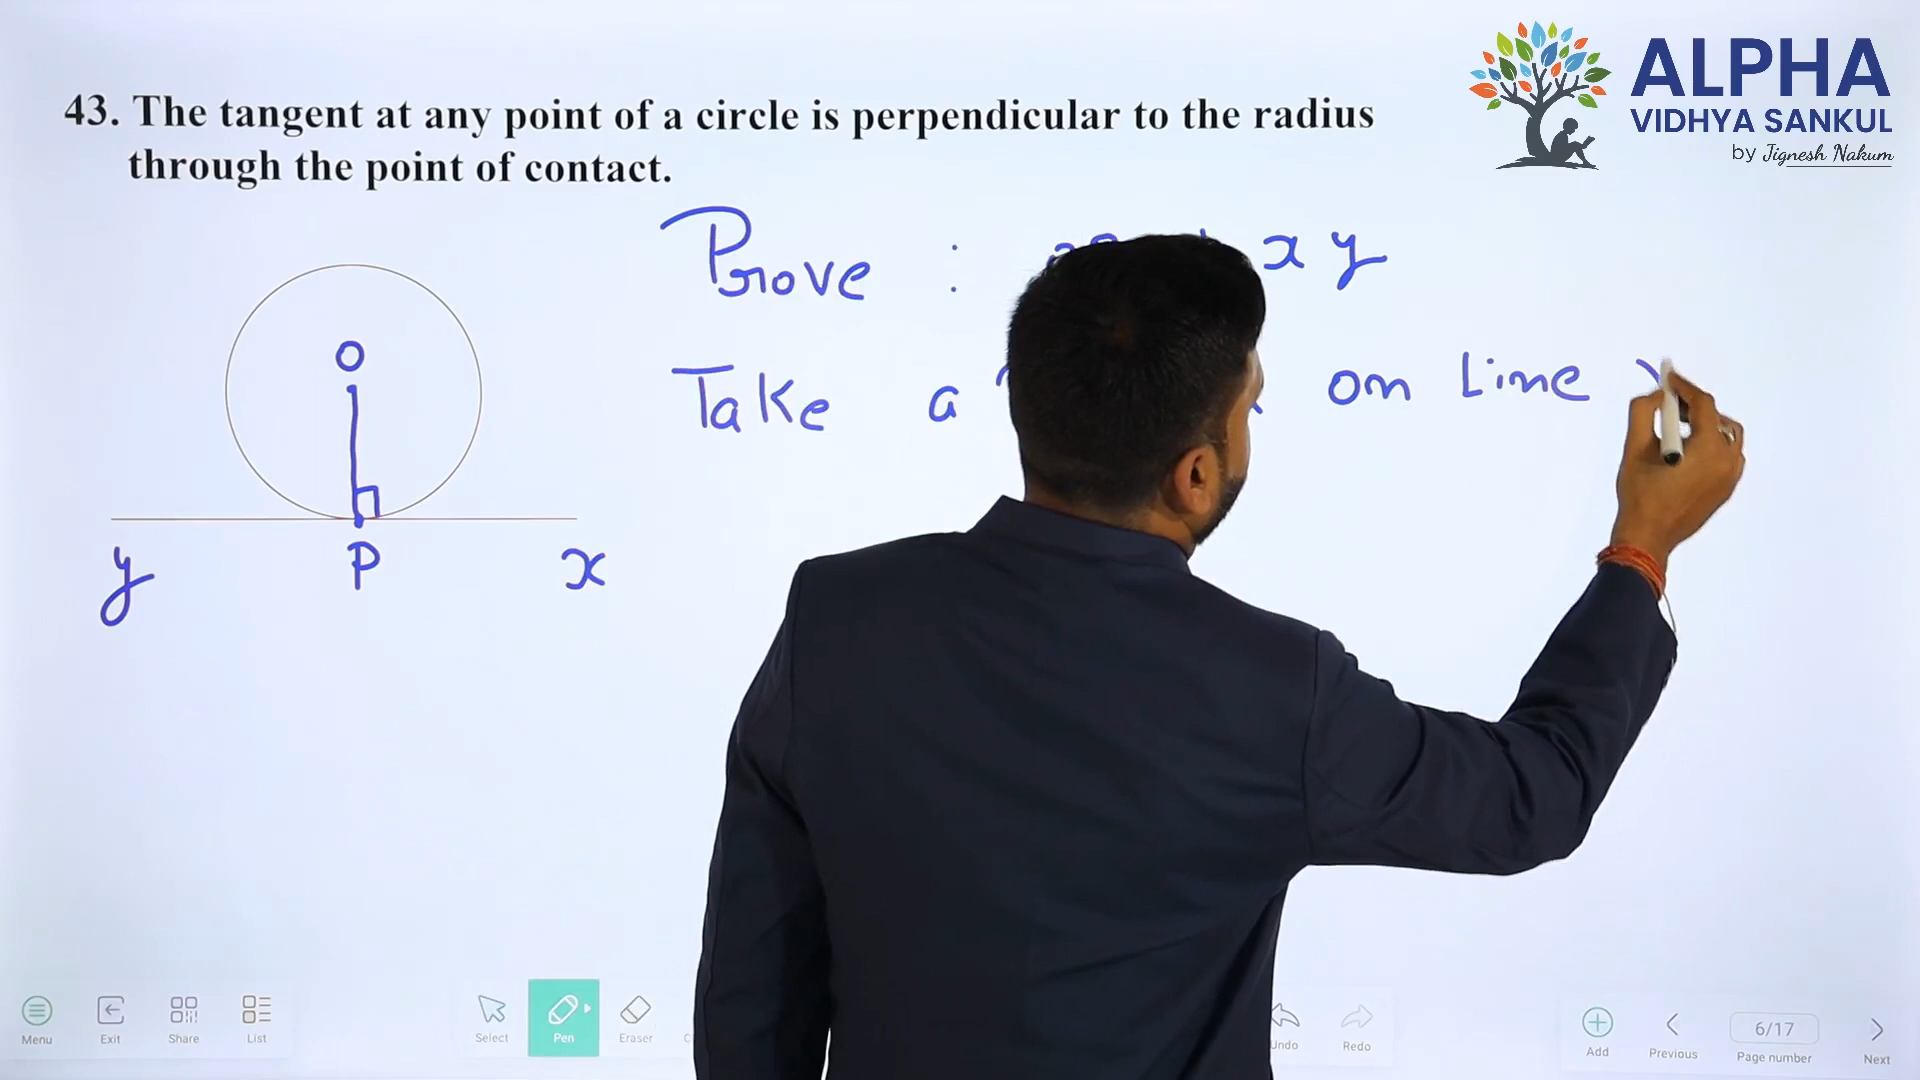 ALPHA
VIDHYA SANKUL
by Jignesh Nakum
43. The tangent at any point of a circle is perpendicular to the radius
through the point of contact.
Prove : x y
Take a on Line
O
P
y
x
Menu
Exit
Share
List
Select
Pen
Eraser
Undo
Redo
Add
Previous
6/17
Page number
Next